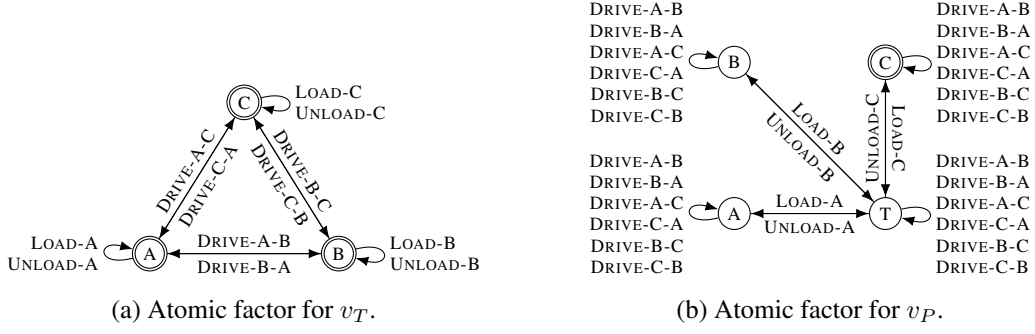 C
LOAD-C
UNLOAD-C
DRIVE-A-C
DRIVE-C-A
DRIVE-B-C
DRIVE-C-B
LOAD-A
UNLOAD-A
A
DRIVE-A-B
DRIVE-B-A
B
LOAD-B
UNLOAD-B
(a) Atomic factor for v_T.
DRIVE-A-B
DRIVE-B-A
DRIVE-A-C
DRIVE-C-A
DRIVE-B-C
DRIVE-C-B
B
C
DRIVE-A-B
DRIVE-B-A
DRIVE-A-C
DRIVE-C-A
DRIVE-B-C
DRIVE-C-B
LOAD-B
UNLOAD-B
UNLOAD-C
LOAD-C
DRIVE-A-B
DRIVE-B-A
DRIVE-A-C
DRIVE-C-A
DRIVE-B-C
DRIVE-C-B
A
LOAD-A
UNLOAD-A
T
DRIVE-A-B
DRIVE-B-A
DRIVE-A-C
DRIVE-C-A
DRIVE-B-C
DRIVE-C-B
(b) Atomic factor for v_P.